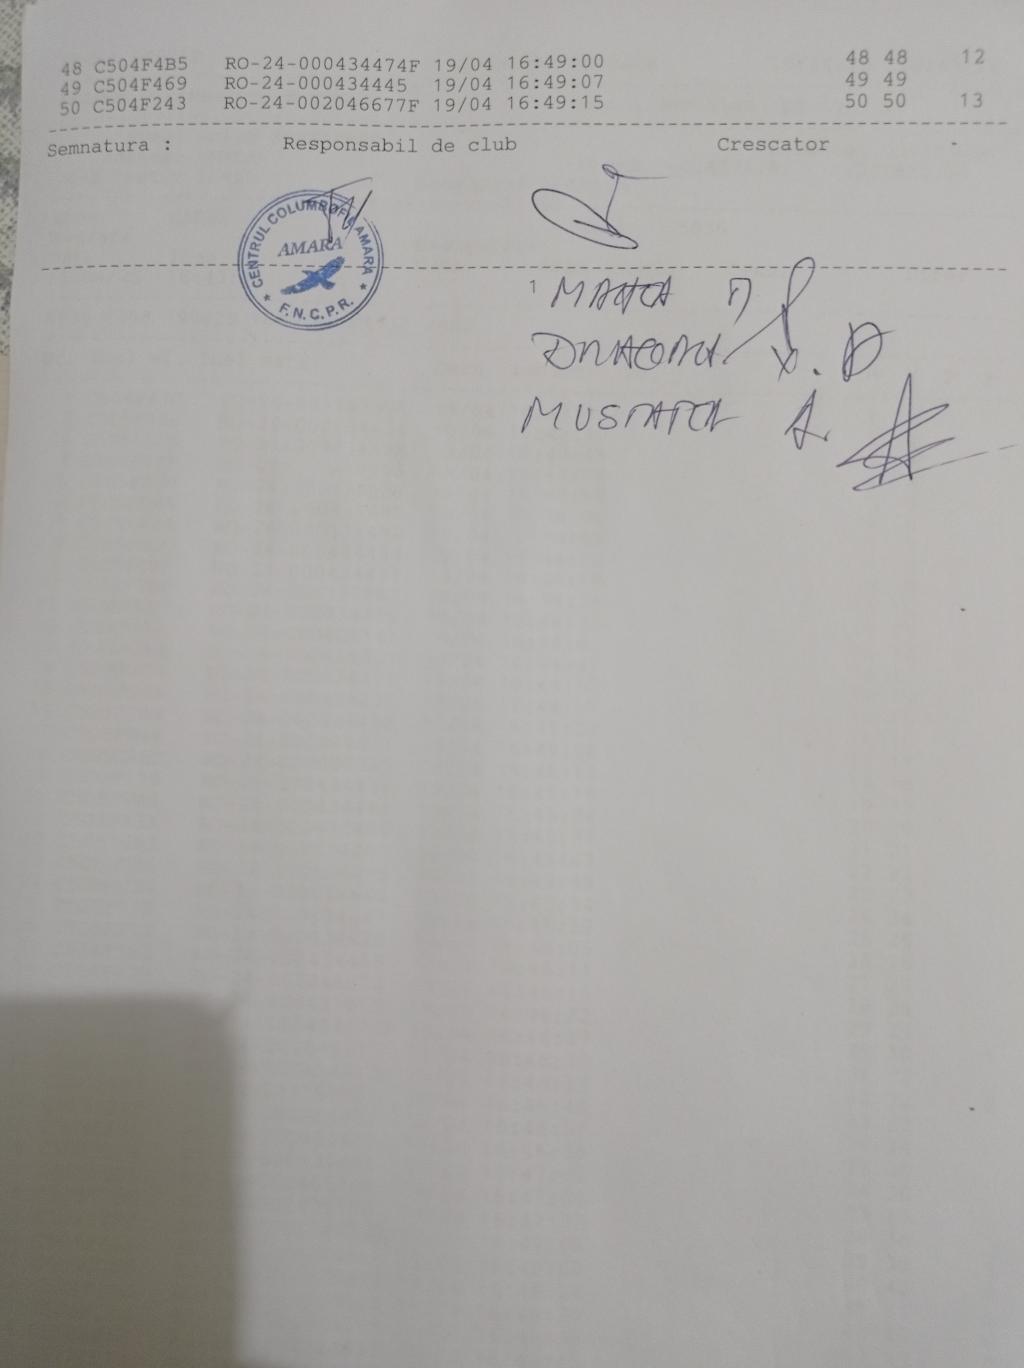 48 C504F4B5 RO-24-000434474F 19/04 16:49:00 48 48 12
49 C504F469 RO-24-000434445 19/04 16:49:07 49 49
50 C504F243 RO-24-002046677F 19/04 16:49:15 50 50 13
Semnatura : Responsabil de club Crescator
CENTRUL COLUMBOFIL AMARA
AMARA
F.N.C.P.R.
1